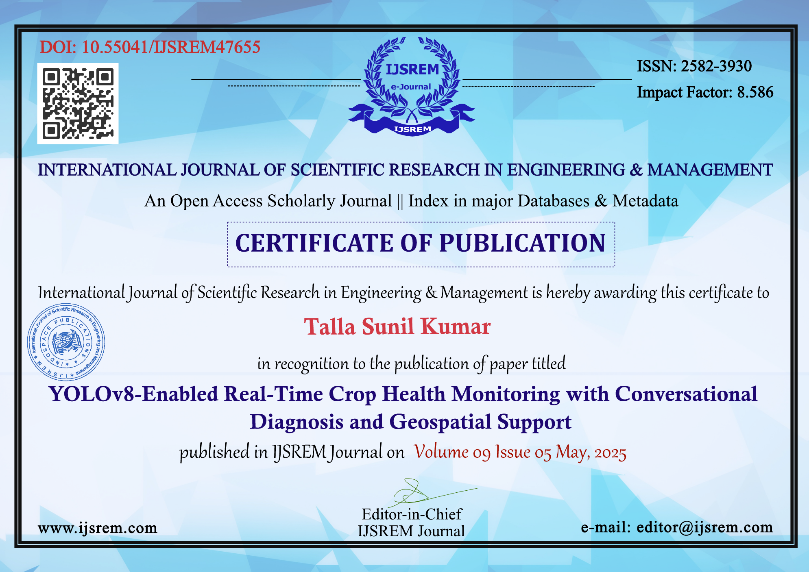 DOI: 10.55041/IJSREM47655
IJSREM
e-Journal
IJSREM
ISSN: 2582-3930
Impact Factor: 8.586
INTERNATIONAL JOURNAL OF SCIENTIFIC RESEARCH IN ENGINEERING & MANAGEMENT
An Open Access Scholarly Journal || Index in major Databases & Metadata
CERTIFICATE OF PUBLICATION
International Journal of Scientific Research in Engineering & Management is hereby awarding this certificate to
Talla Sunil Kumar
in recognition to the publication of paper titled
YOLOv8-Enabled Real-Time Crop Health Monitoring with Conversational
Diagnosis and Geospatial Support
published in IJSREM Journal on Volume 09 Issue 05 May, 2025
Editor-in-Chief
IJSREM Journal
www.ijsrem.com
e-mail: editor@ijsrem.com